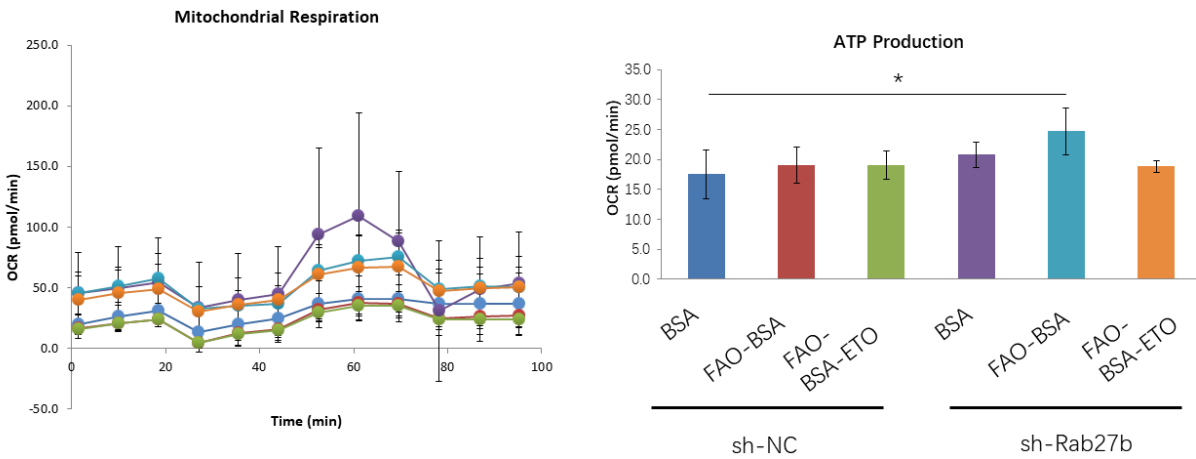 Mitochondrial Respiration
250.0
200.0
150.0
100.0
50.0
0.0
-50.0
OCR (pmol/min)
0
20
40
60
80
100
Time (min)
ATP Production
*
35.0
30.0
25.0
20.0
15.0
10.0
5.0
0.0
OCR (pmol/min)
BSA
FAO-BSA
FAO-
BSA-ETO
BSA
FAO-BSA
FAO-
BSA-ETO
sh-NC
sh-Rab27b